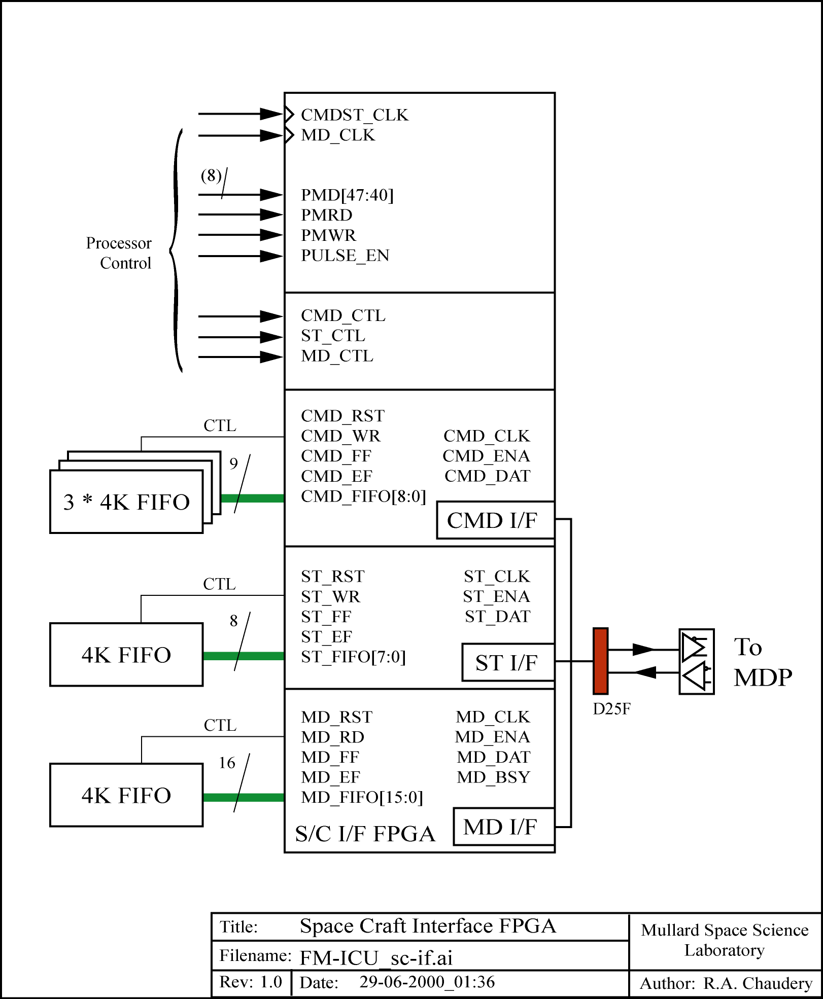 CMDST_CLK
MD_CLK
(8)
PMD[47:40]
PMRD
PMWR
PULSE_EN
Processor
Control
CMD_CTL
ST_CTL
MD_CTL
CTL
9
3 * 4K FIFO
CMD_RST
CMD_WR
CMD_FF
CMD_EF
CMD_FIFO[8:0]
CMD_CLK
CMD_ENA
CMD_DAT
CMD I/F
CTL
8
4K FIFO
ST_RST
ST_WR
ST_FF
ST_EF
ST_FIFO[7:0]
ST_CLK
ST_ENA
ST_DAT
ST I/F
To
MDP
D25F
CTL
16
4K FIFO
MD_RST
MD_RD
MD_FF
MD_EF
MD_FIFO[15:0]
MD_CLK
MD_ENA
MD_DAT
MD_BSY
MD I/F
S/C I/F FPGA
Title: Space Craft Interface FPGA
Filename: FM-ICU_sc-if.ai
Rev: 1.0 Date: 29-06-2000_01:36
Mullard Space Science
Laboratory
Author: R.A. Chaudery